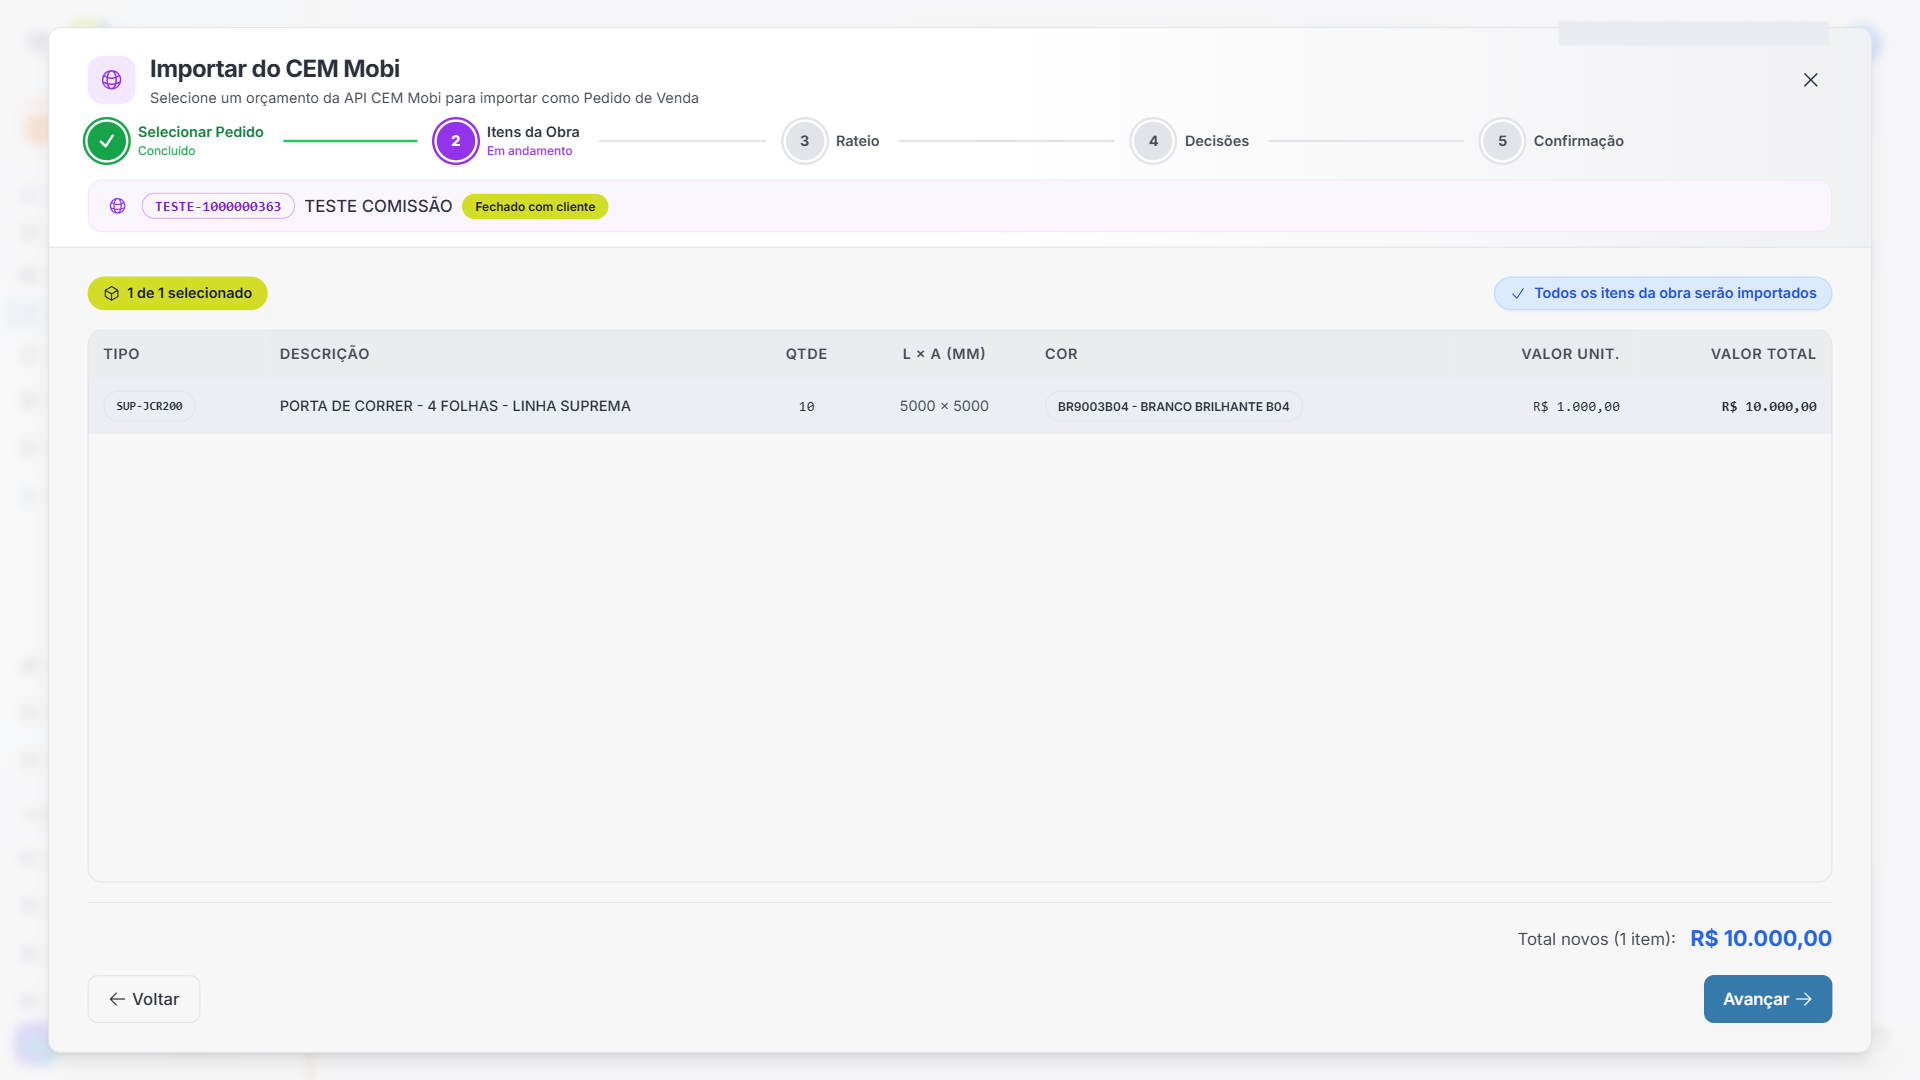 Importar do CEM Mobi
Selecione um orçamento da API CEM Mobi para importar como Pedido de Venda
Selecionar Pedido
Concluído
2
Itens da Obra
Em andamento
3
Rateio
4
Decisões
5
Confirmação
TESTE-1000000363
TESTE COMISSÃO
Fechado com cliente
1 de 1 selecionado
Todos os itens da obra serão importados
TIPO DESCRIÇÃO QTDE L × A (MM) COR VALOR UNIT. VALOR TOTAL
SUP-JCR200 PORTA DE CORRER - 4 FOLHAS - LINHA SUPREMA 10 5000 × 5000 BR9003B04 - BRANCO BRILHANTE B04 R$ 1.000,00 R$ 10.000,00
Total novos (1 item): R$ 10.000,00
Voltar
Avançar